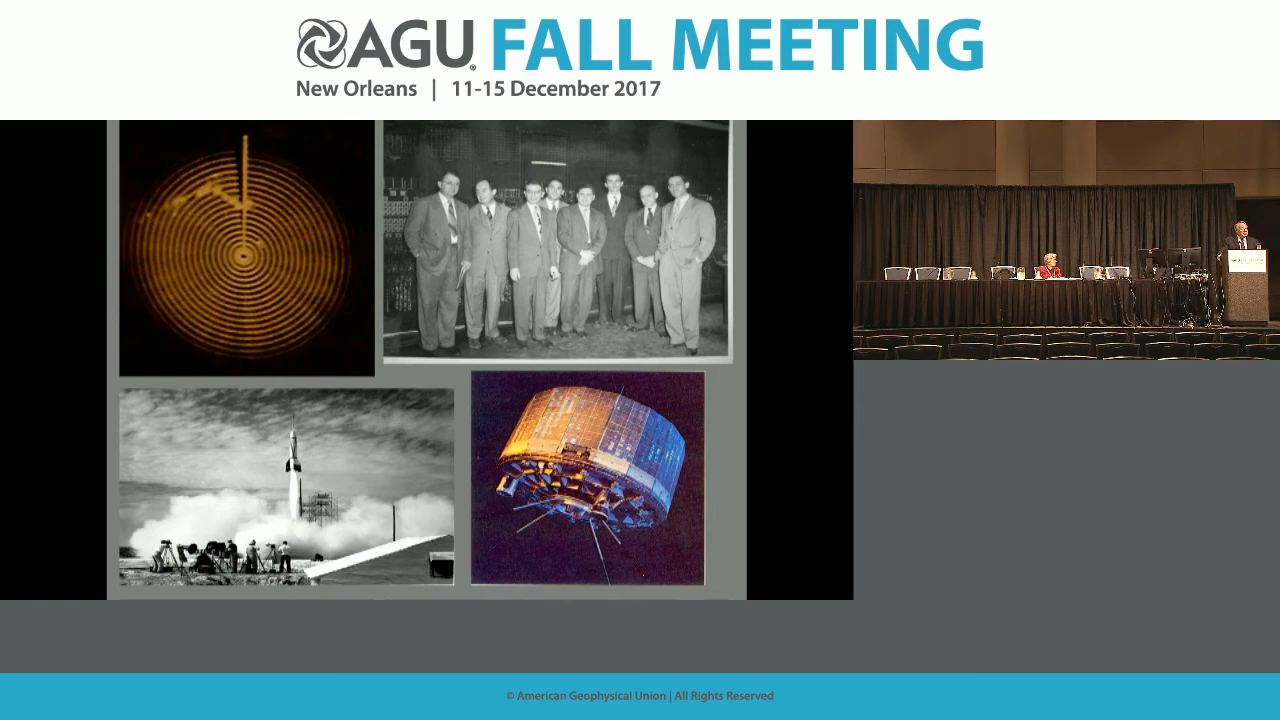 AGU FALL MEETING
New Orleans | 11-15 December 2017
© American Geophysical Union | All Rights Reserved